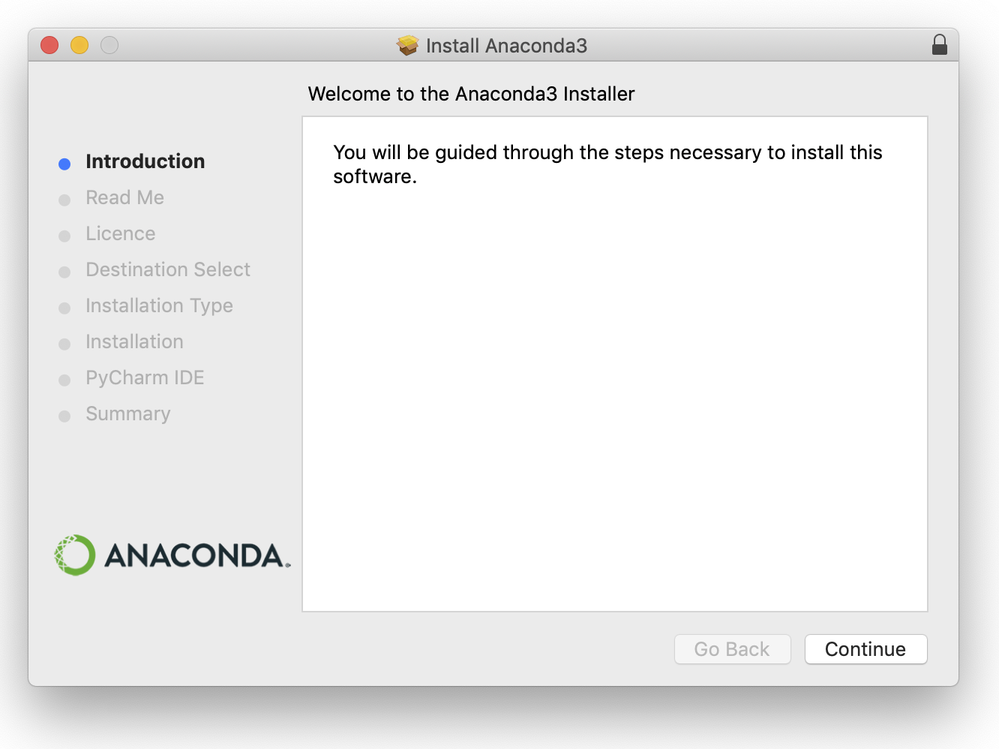 Install Anaconda3
Welcome to the Anaconda3 Installer
Introduction
Read Me
Licence
Destination Select
Installation Type
Installation
PyCharm IDE
Summary
You will be guided through the steps necessary to install this
software.
ANACONDA.
Go Back
Continue